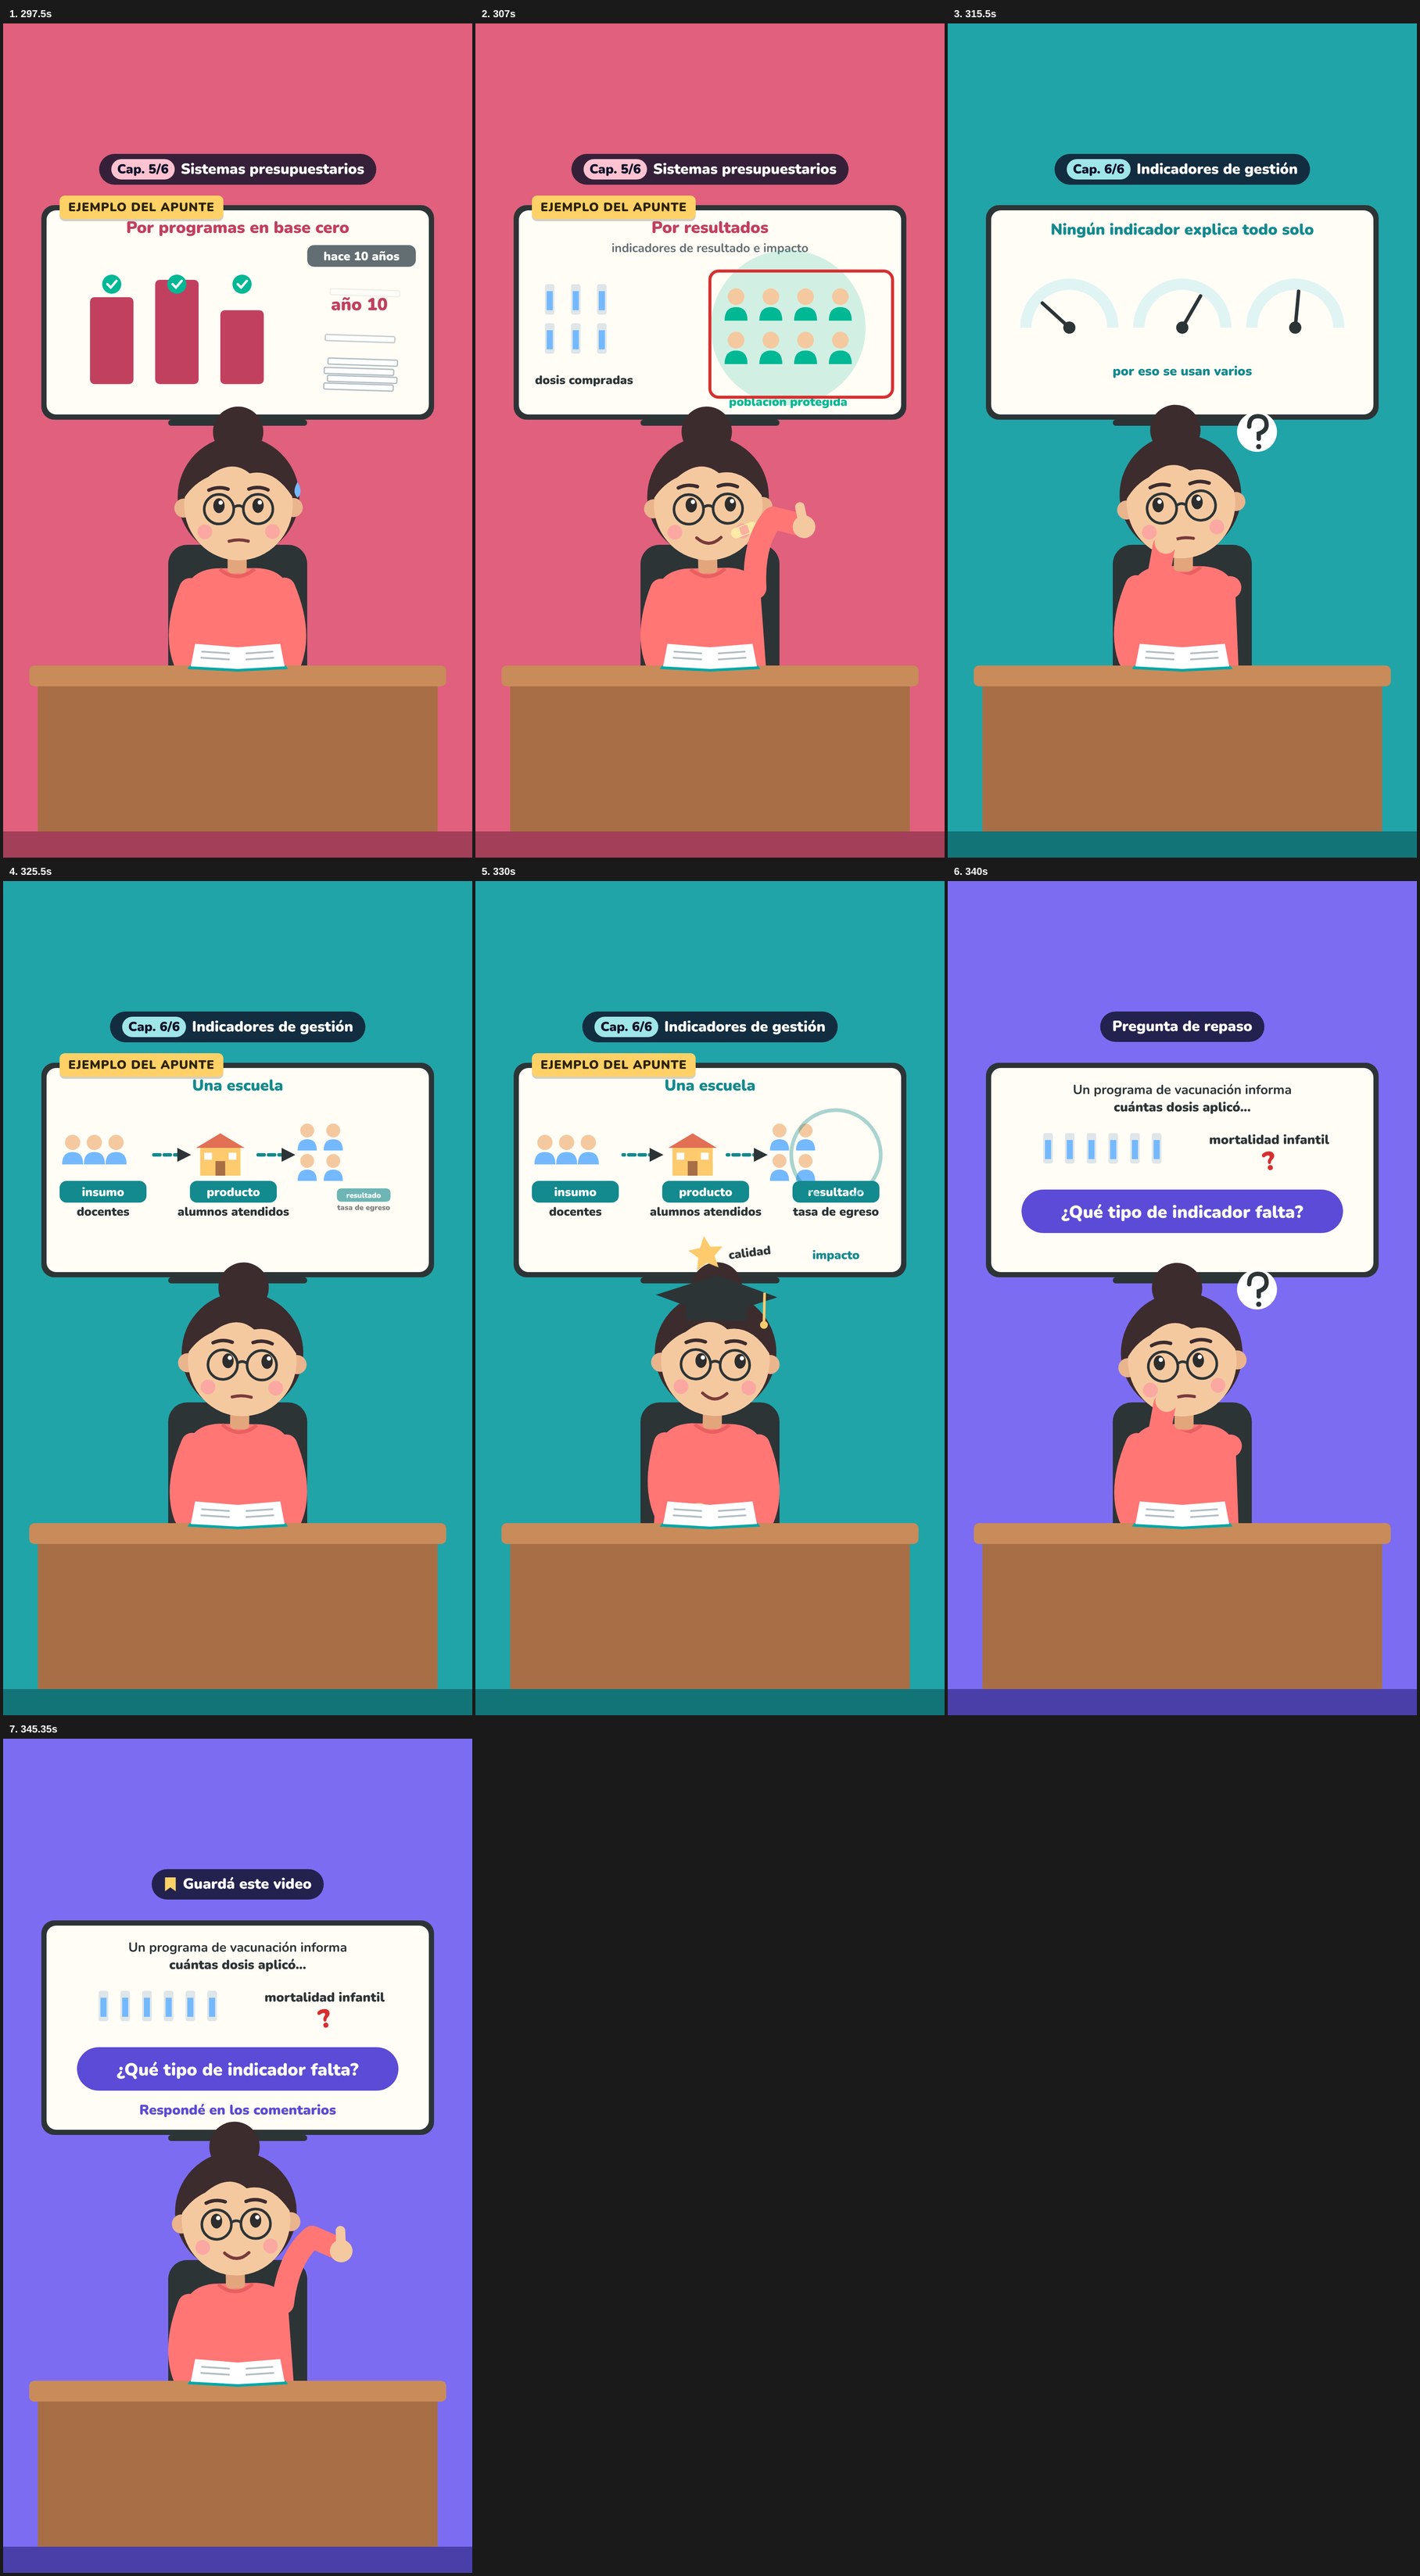 1. 297.5s
Cap. 5/6 Sistemas presupuestarios
EJEMPLO DEL APUNTE
Por programas en base cero
hace 10 años
año 10
2. 307s
Cap. 5/6 Sistemas presupuestarios
EJEMPLO DEL APUNTE
Por resultados
indicadores de resultado e impacto
dosis compradas
población protegida
3. 315.5s
Cap. 6/6 Indicadores de gestión
Ningún indicador explica todo solo
por eso se usan varios
?
4. 325.5s
Cap. 6/6 Indicadores de gestión
EJEMPLO DEL APUNTE
Una escuela
insumo
producto
resultado
docentes
alumnos atendidos
tasa de egreso
5. 330s
Cap. 6/6 Indicadores de gestión
EJEMPLO DEL APUNTE
Una escuela
insumo
producto
resultado
docentes
alumnos atendidos
tasa de egreso
calidad
impacto
6. 340s
Pregunta de repaso
Un programa de vacunación informa
cuántas dosis aplicó...
mortalidad infantil
?
¿Qué tipo de indicador falta?
?
7. 345.35s
Guardá este video
Un programa de vacunación informa
cuántas dosis aplicó...
mortalidad infantil
?
¿Qué tipo de indicador falta?
Respondé en los comentarios